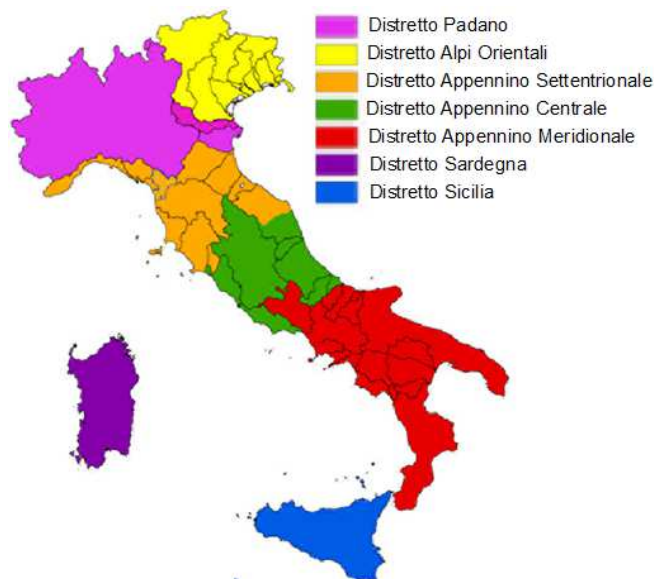 Distretto Padano
Distretto Alpi Orientali
Distretto Appennino Settentrionale
Distretto Appennino Centrale
Distretto Appennino Meridionale
Distretto Sardegna
Distretto Sicilia